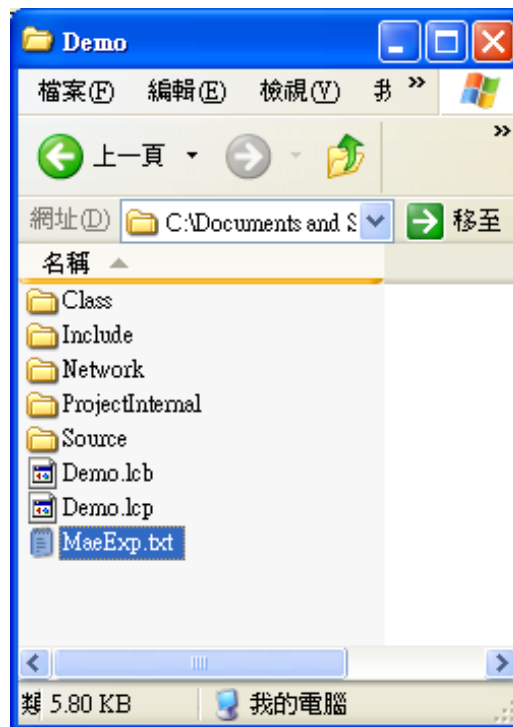 Demo
檔案(F) 編輯(E) 檢視(V) 我 »
上一頁 »
網址(D) C:\Documents and S 移至
名稱
Class
Include
Network
ProjectInternal
Source
Demo.lcb
Demo.lcp
MaeExp.txt
5.80 KB 我的電腦